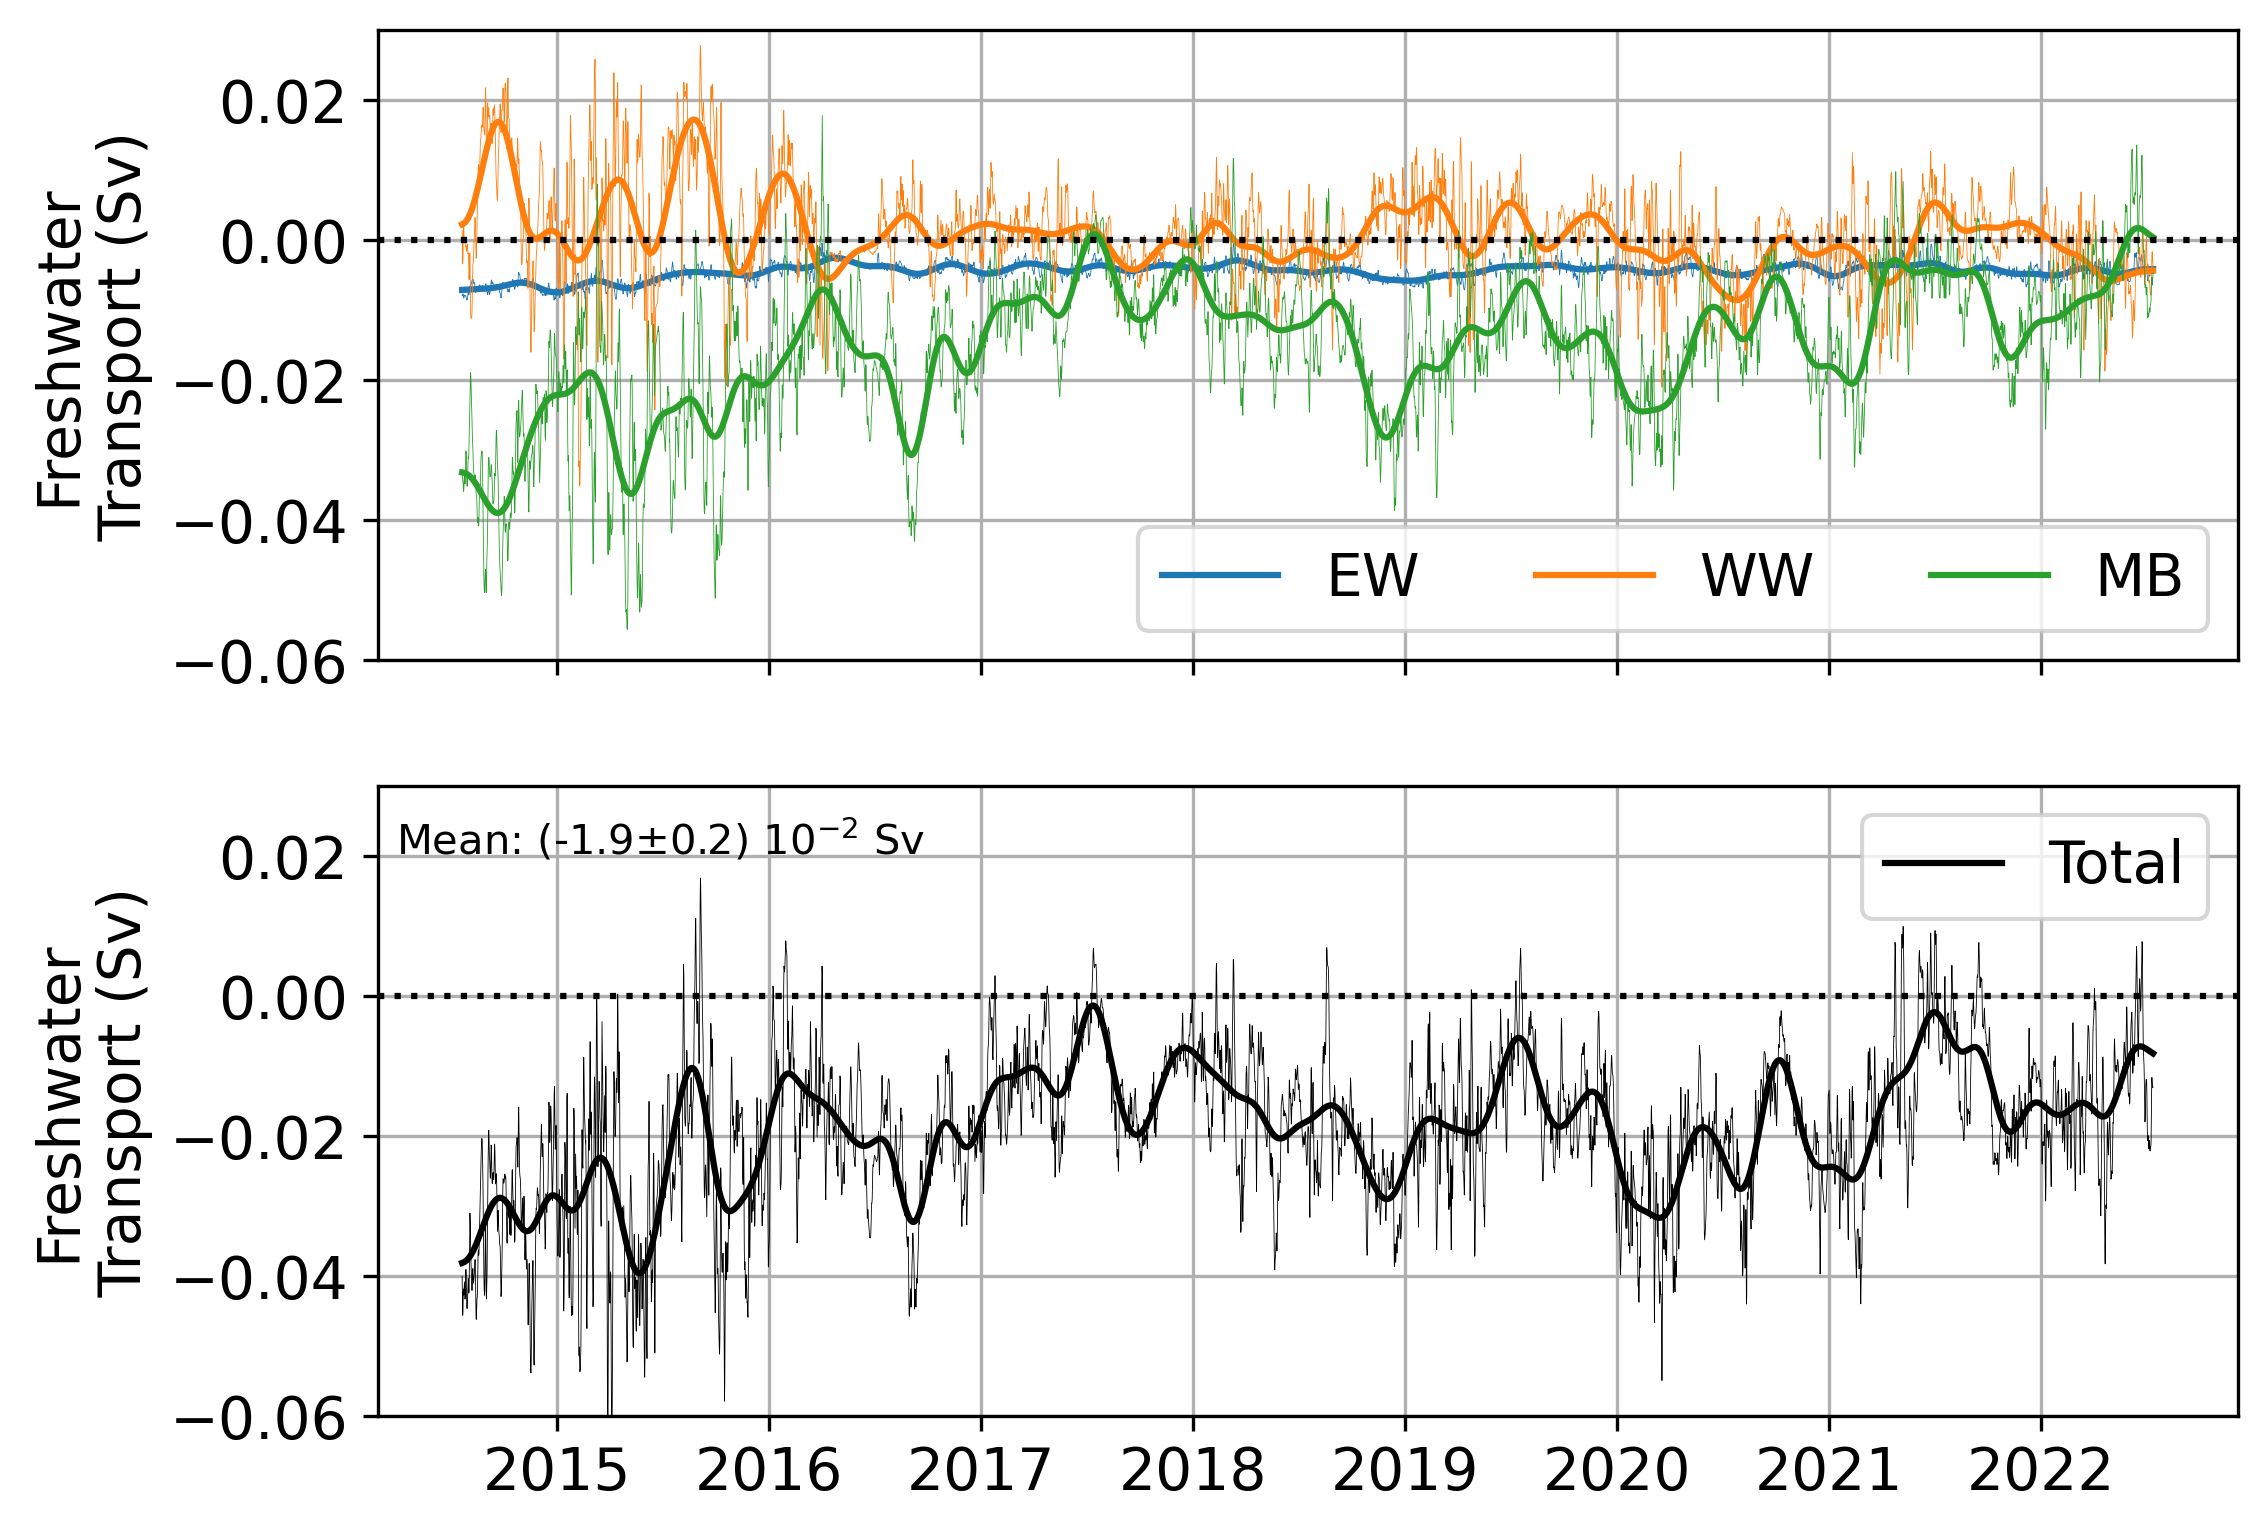 0.02
0.00
−0.02
−0.04
−0.06
Freshwater
Transport (Sv)
EW WW MB
Mean: (-1.9±0.2) 10⁻² Sv
Total
0.02
0.00
−0.02
−0.04
−0.06
Freshwater
Transport (Sv)
2015 2016 2017 2018 2019 2020 2021 2022